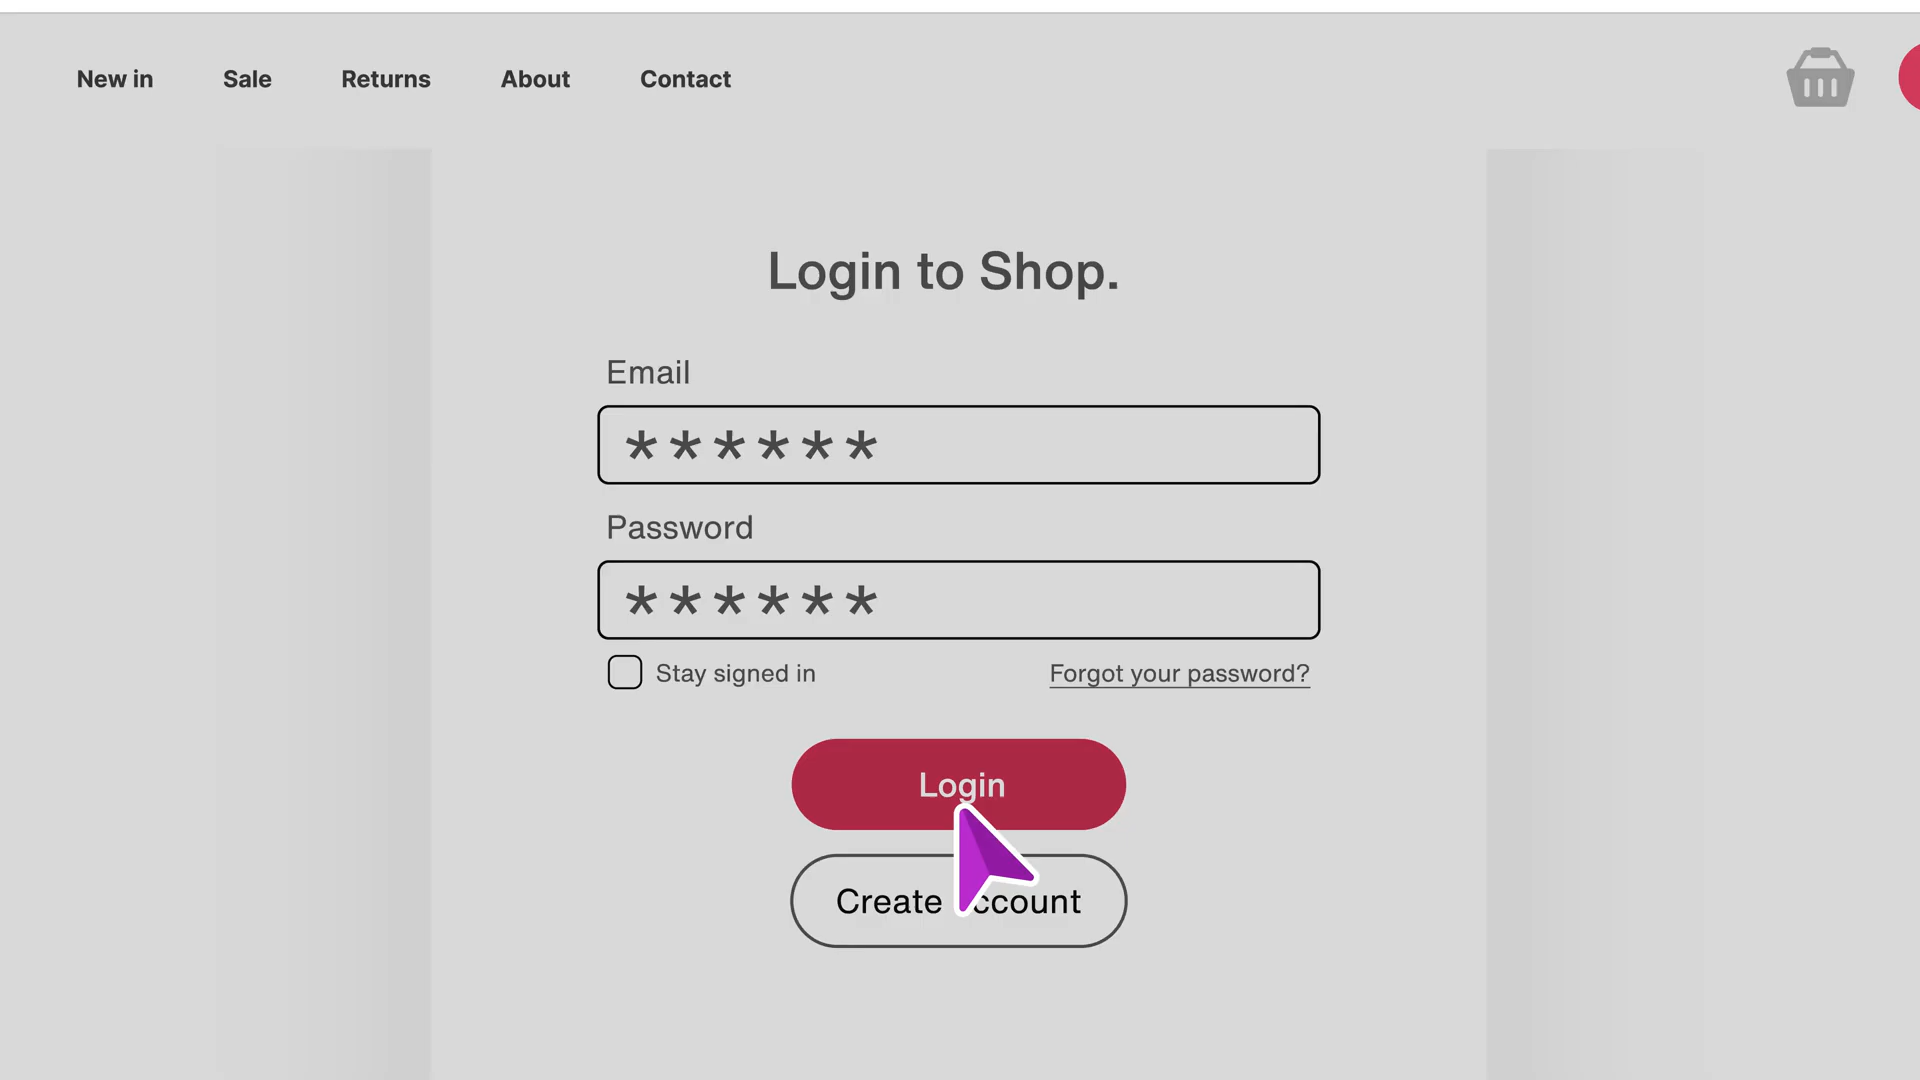 New in Sale Returns About Contact
Login to Shop.
Email
******
Password
******
Stay signed in Forgot your password?
Login
Create ccount